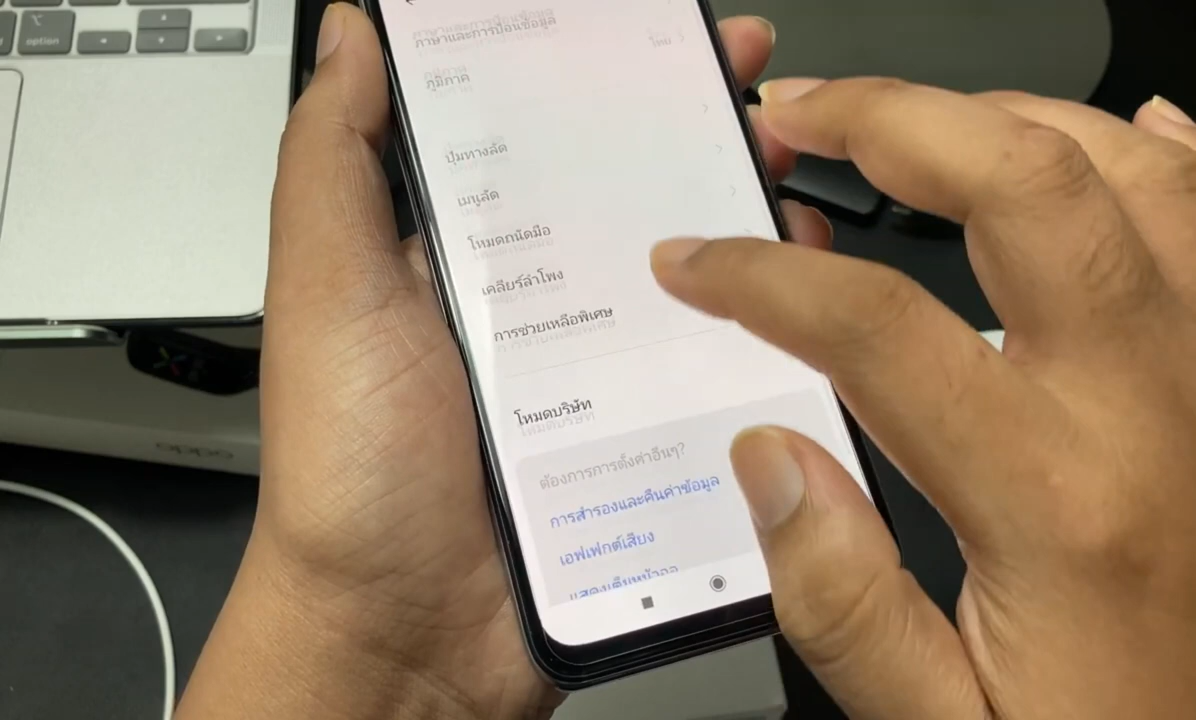 option
ภาษาและการป้อนข้อมูล
ไทย
ภูมิภาค
ปุ่มทางลัด
เมนูลัด
โหมดถนัดมือ
เคลียร์ลำโพง
การช่วยเหลือพิเศษ
โหมดบริษัท
ต้องการการตั้งค่าอื่นๆ?
การสำรองและคืนค่าข้อมูล
เอฟเฟกต์เสียง
oppo